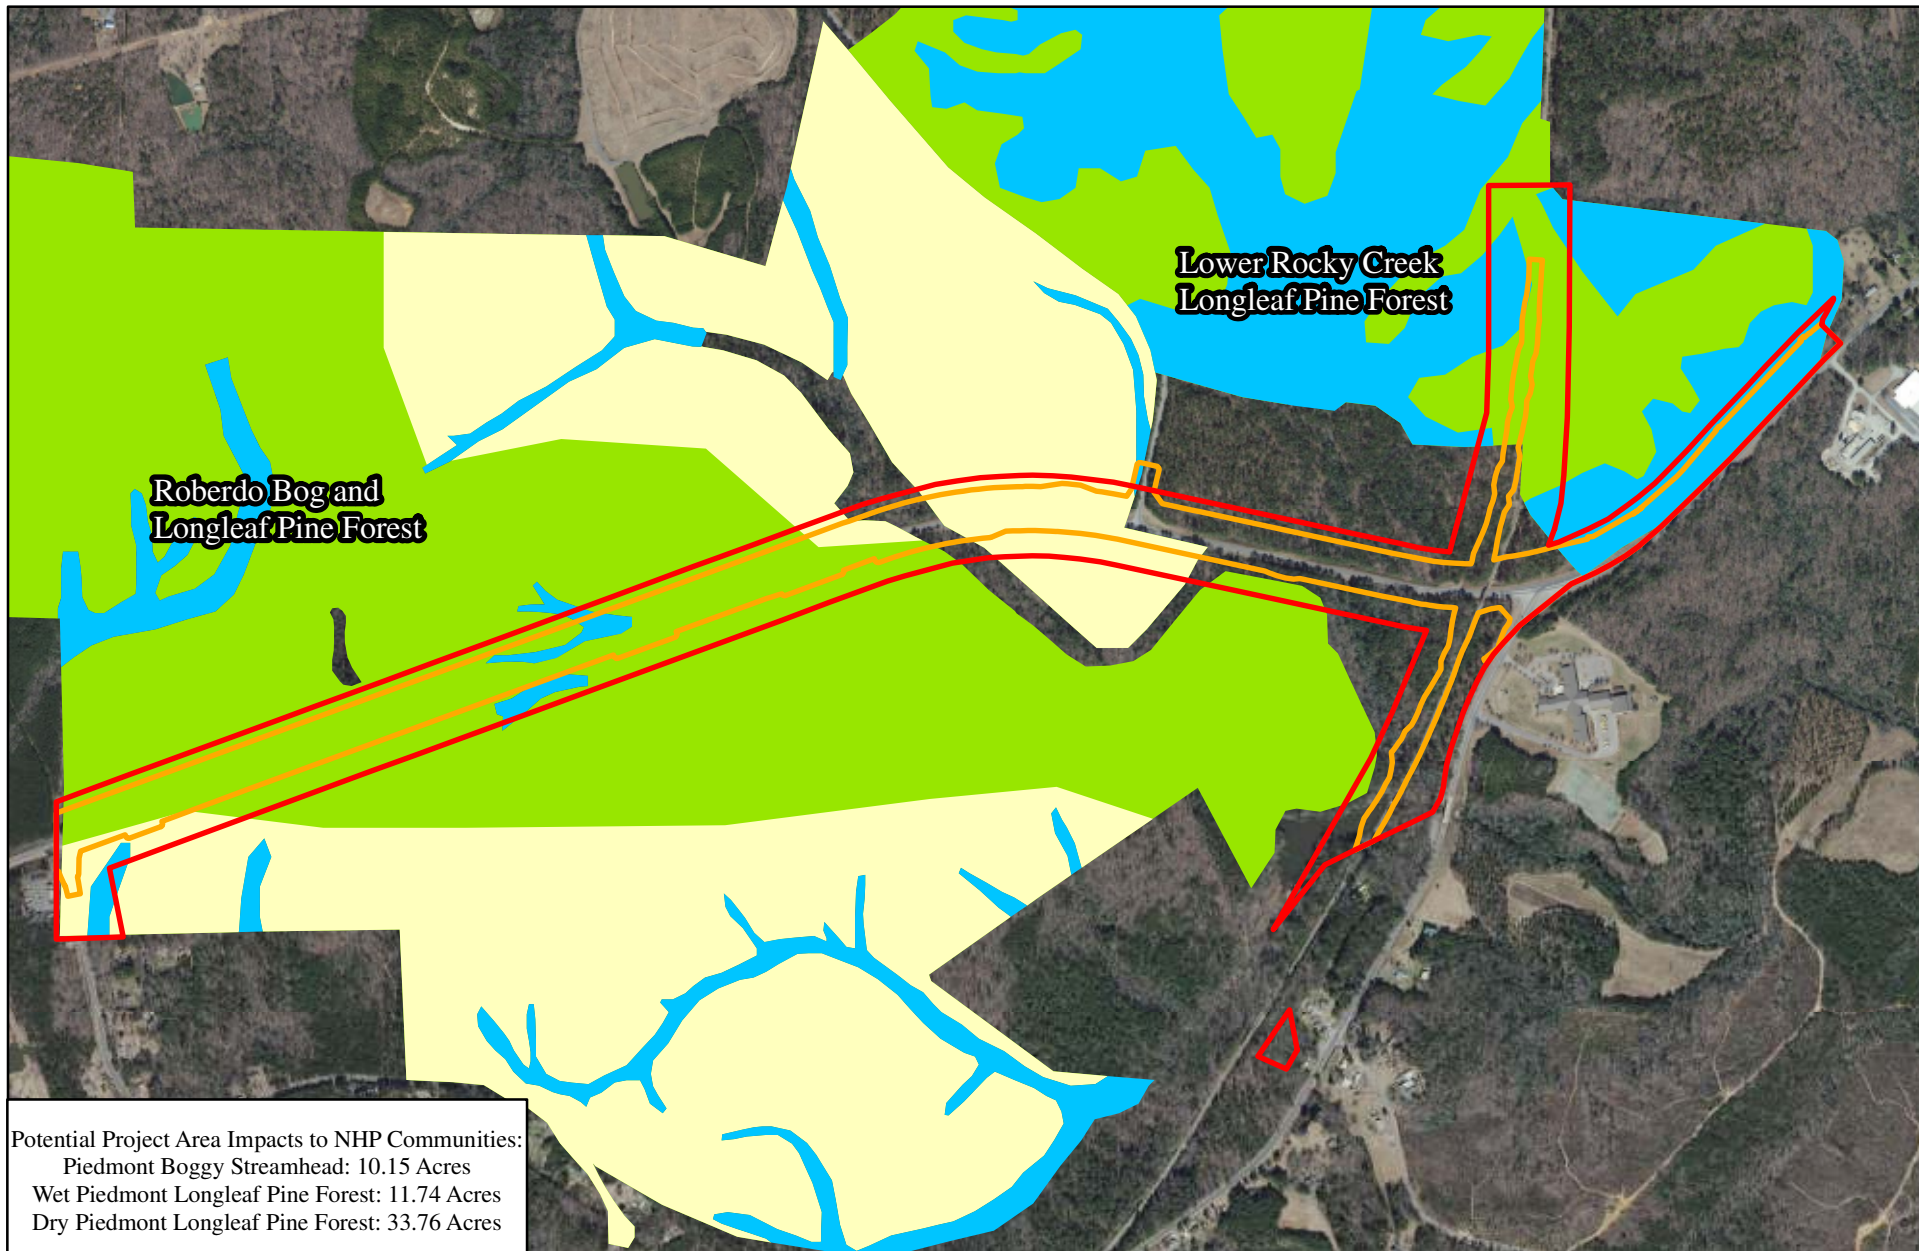 Lower Rocky Creek
Longleaf Pine Forest
Roberdo Bog and
Longleaf Pine Forest
Potential Project Area Impacts to NHP Communities:
Piedmont Boggy Streamhead: 10.15 Acres
Wet Piedmont Longleaf Pine Forest: 11.74 Acres
Dry Piedmont Longleaf Pine Forest: 33.76 Acres